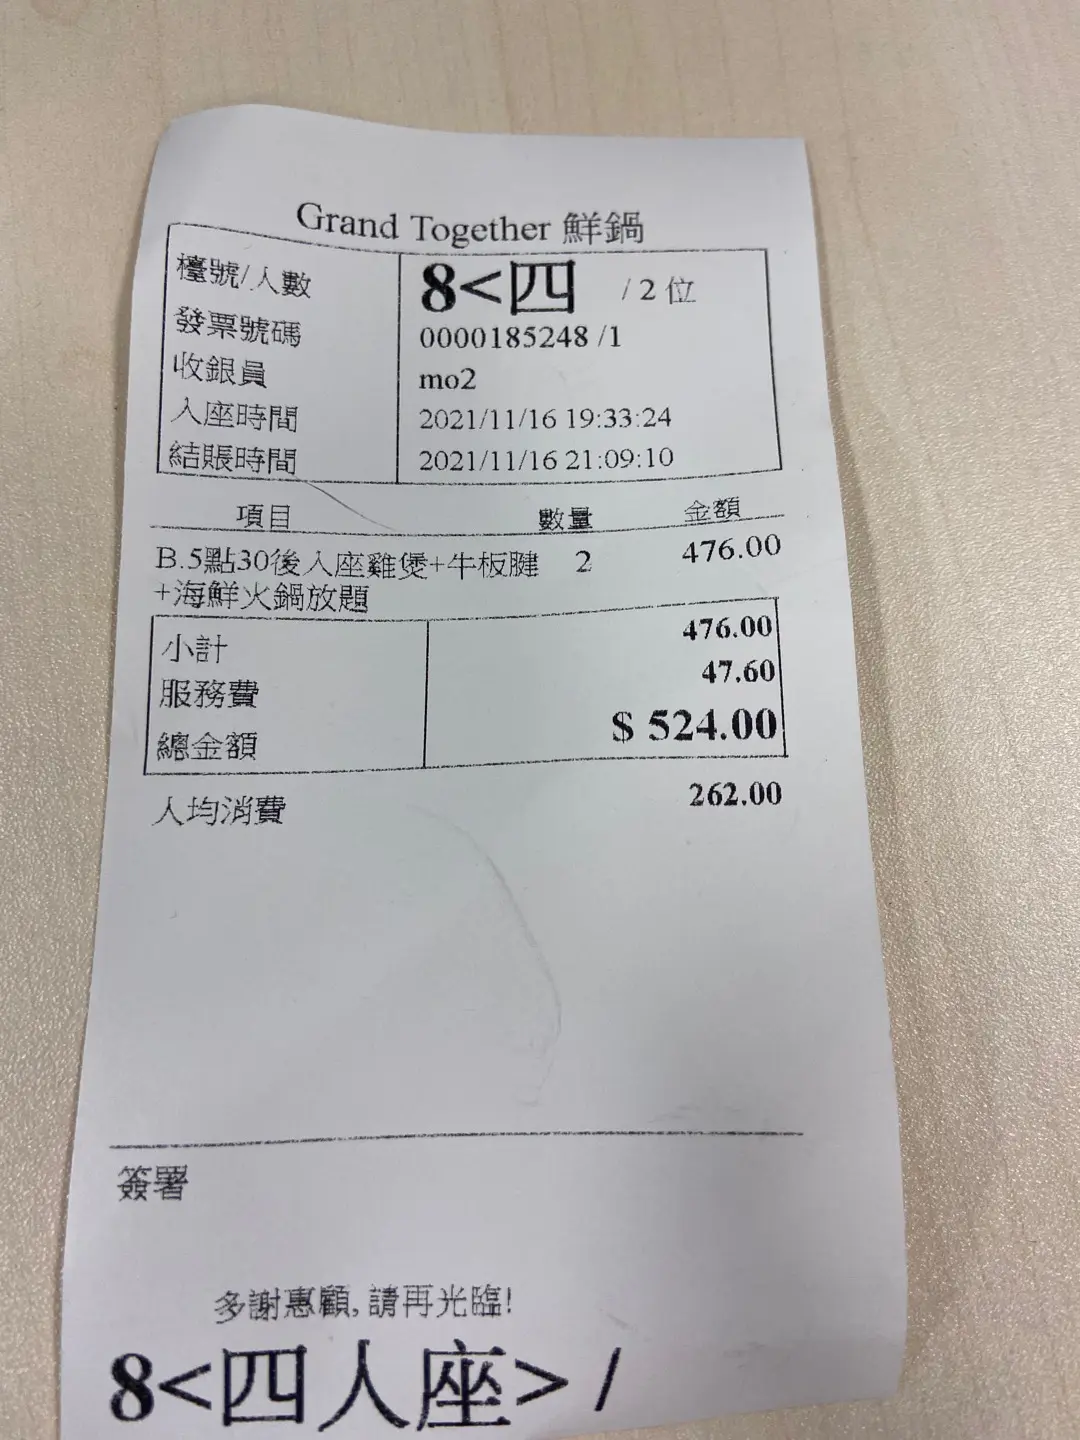 Grand Together 鮮鍋
檯號/人數 8<四 / 2 位
發票號碼 0000185248 /1
收銀員 mo2
入座時間 2021/11/16 19:33:24
結賬時間 2021/11/16 21:09:10
項目 數量 金額
B.5點30後入座雞煲+牛板腱 2 476.00
+海鮮火鍋放題
小計 476.00
服務費 47.60
總金額 $ 524.00
人均消費 262.00
簽署
多謝惠顧, 請再光臨!
8<四人座> /